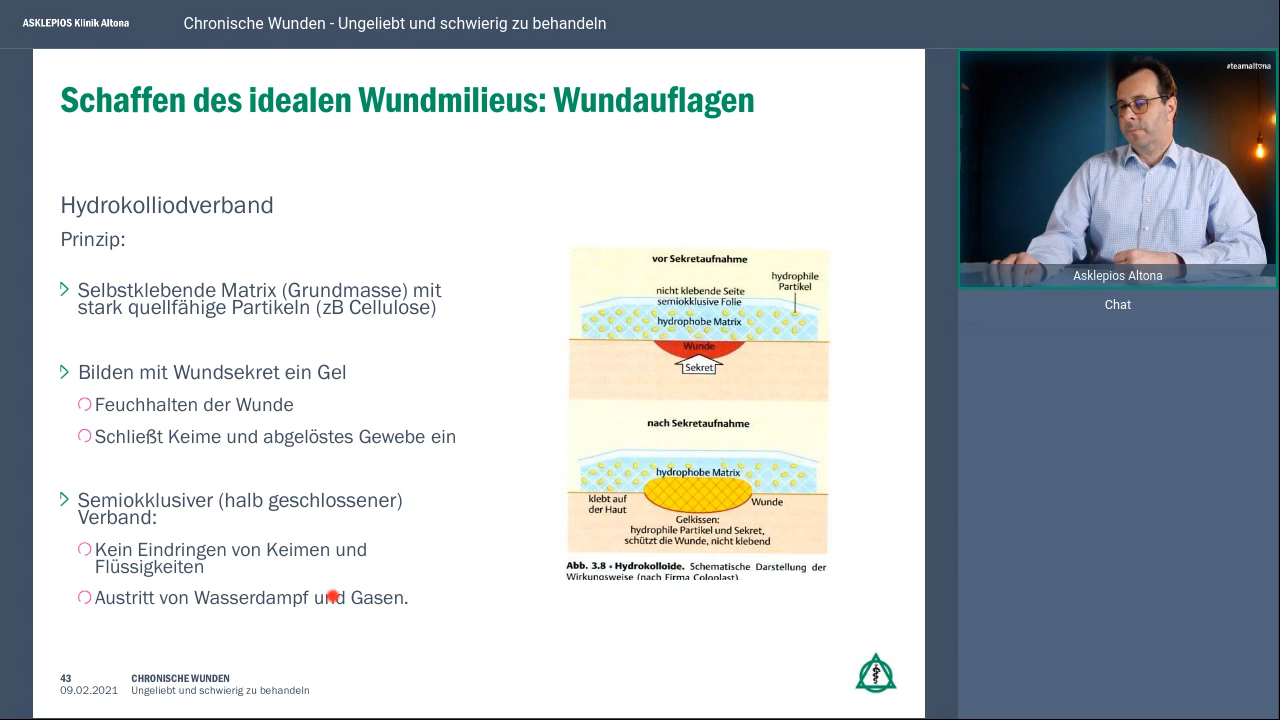 ASKLEPIOS Klinik Altona
Chronische Wunden - Ungeliebt und schwierig zu behandeln
Schaffen des idealen Wundmilieus: Wundauflagen
Hydrokolliodverband
Prinzip:
Selbstklebende Matrix (Grundmasse) mit
stark quellfähige Partikeln (zB Cellulose)
Bilden mit Wundsekret ein Gel
Feuchhalten der Wunde
Schließt Keime und abgelöstes Gewebe ein
Semiokklusiver (halb geschlossener)
Verband:
Kein Eindringen von Keimen und
Flüssigkeiten
Austritt von Wasserdampf und Gasen.
vor Sekretaufnahme
hydrophile
Partikel
nicht klebende Seite
semiokklusive Folie
hydrophobe Matrix
Wunde
Sekret
nach Sekretaufnahme
hydrophobe Matrix
klebt auf
der Haut
Wunde
Gelkissen:
hydrophile Partikel und Sekret,
schützt die Wunde, nicht klebend
Abb. 3.8 • Hydrokolloide. Schematische Darstellung der
Wirkungsweise (nach Firma Coloplast).
43
CHRONISCHE WUNDEN
09.02.2021
Ungeliebt und schwierig zu behandeln
#teamaltona
Asklepios Altona
Chat